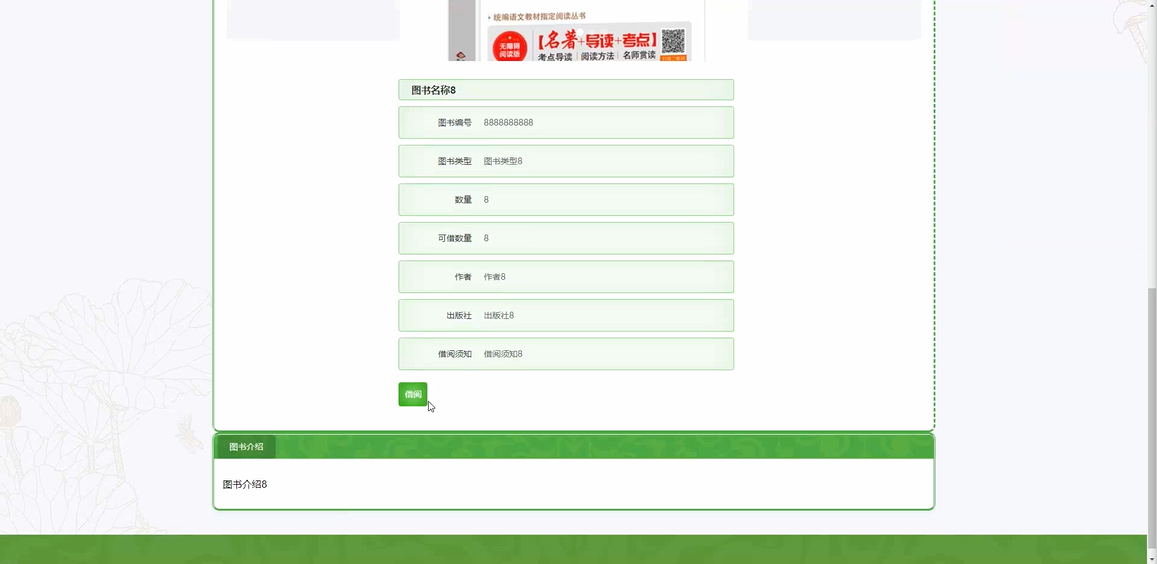 统编语文教材指定阅读丛书
无障碍
阅读版
【名著+导读+考点】
考点导读 | 阅读方法 | 名师赏读
图书名称8
图书编号 8888888888
图书类型 图书类型8
数量 8
可借数量 8
作者 作者8
出版社 出版社8
借阅须知 借阅须知8
借阅
图书介绍
图书介绍8